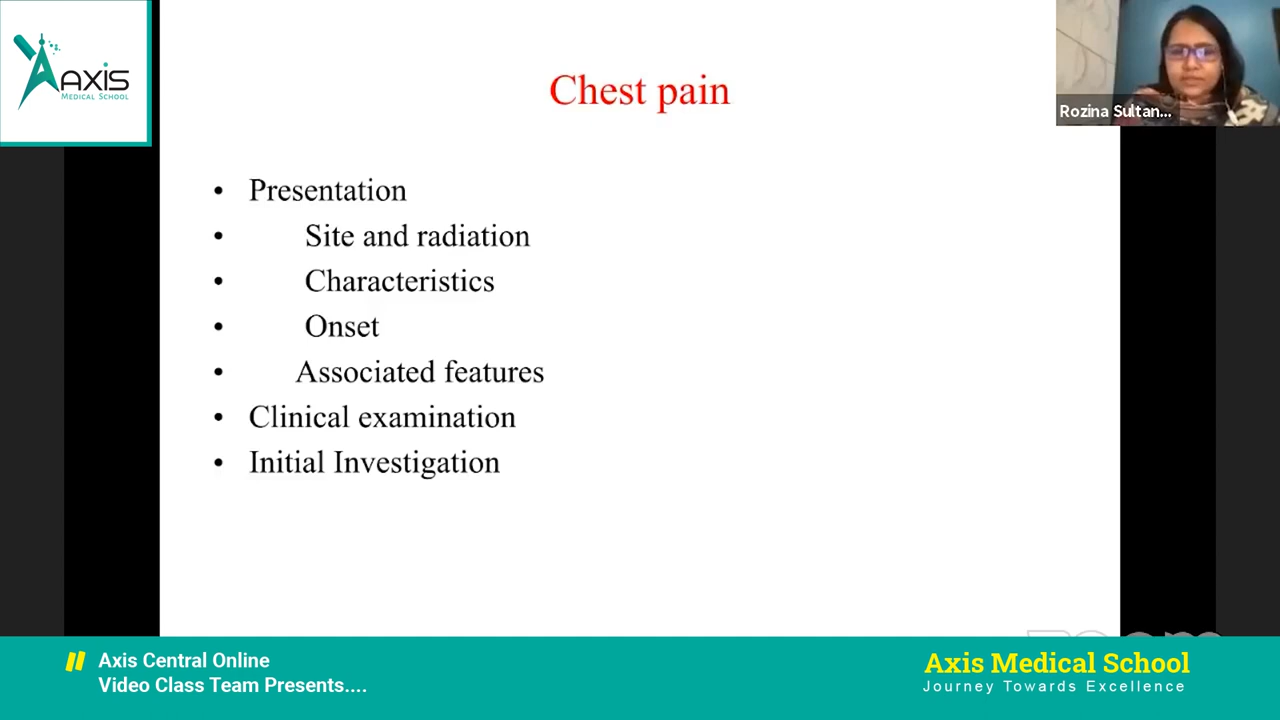 AXIS
MEDICAL SCHOOL
Chest pain
Rozina Sultan...
• Presentation
• Site and radiation
• Characteristics
• Onset
• Associated features
• Clinical examination
• Initial Investigation
zoom
Axis Central Online
Video Class Team Presents....
Axis Medical School
Journey Towards Excellence